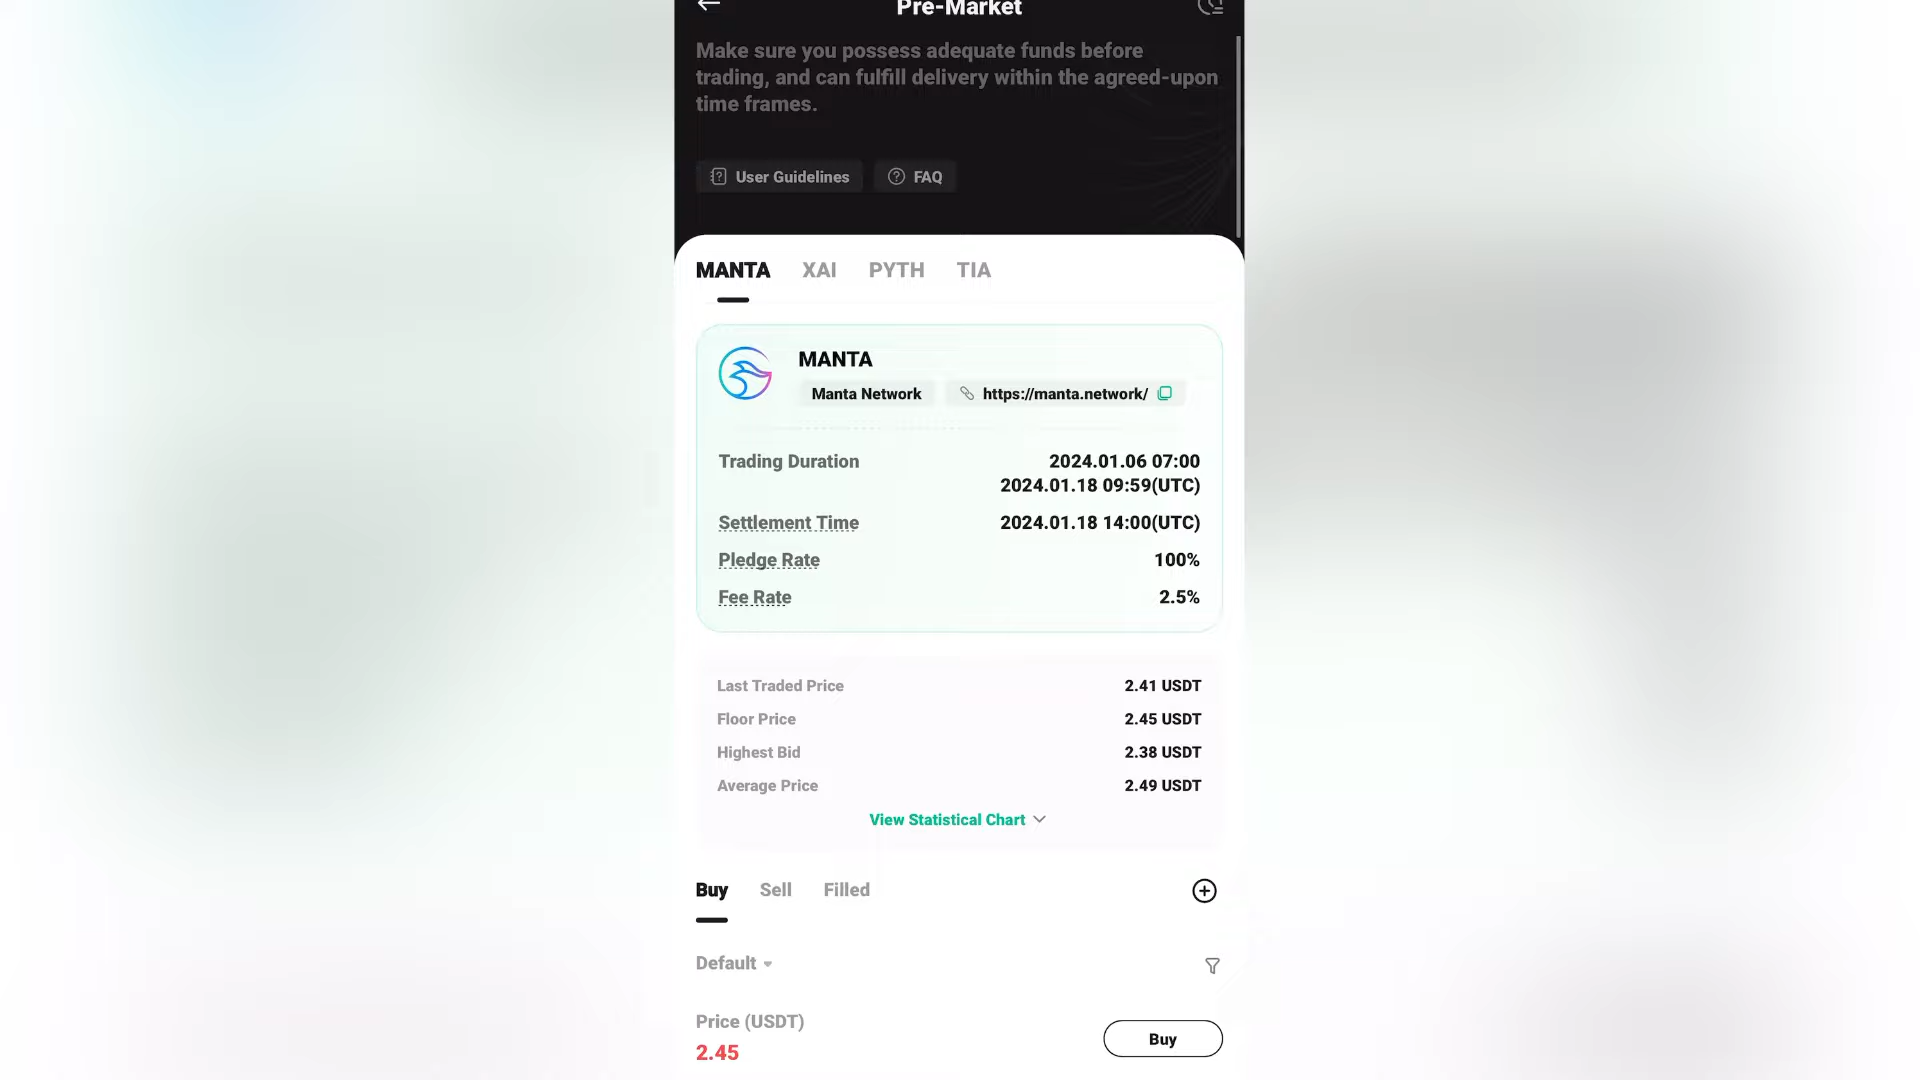 Pre-Market
Make sure you possess adequate funds before
trading, and can fulfill delivery within the agreed-upon
time frames.
User Guidelines FAQ
MANTA XAI PYTH TIA
MANTA
Manta Network https://manta.network/
Trading Duration 2024.01.06 07:00
2024.01.18 09:59(UTC)
Settlement Time 2024.01.18 14:00(UTC)
Pledge Rate 100%
Fee Rate 2.5%
Last Traded Price 2.41 USDT
Floor Price 2.45 USDT
Highest Bid 2.38 USDT
Average Price 2.49 USDT
View Statistical Chart
Buy Sell Filled
Default
Price (USDT)
2.45 Buy